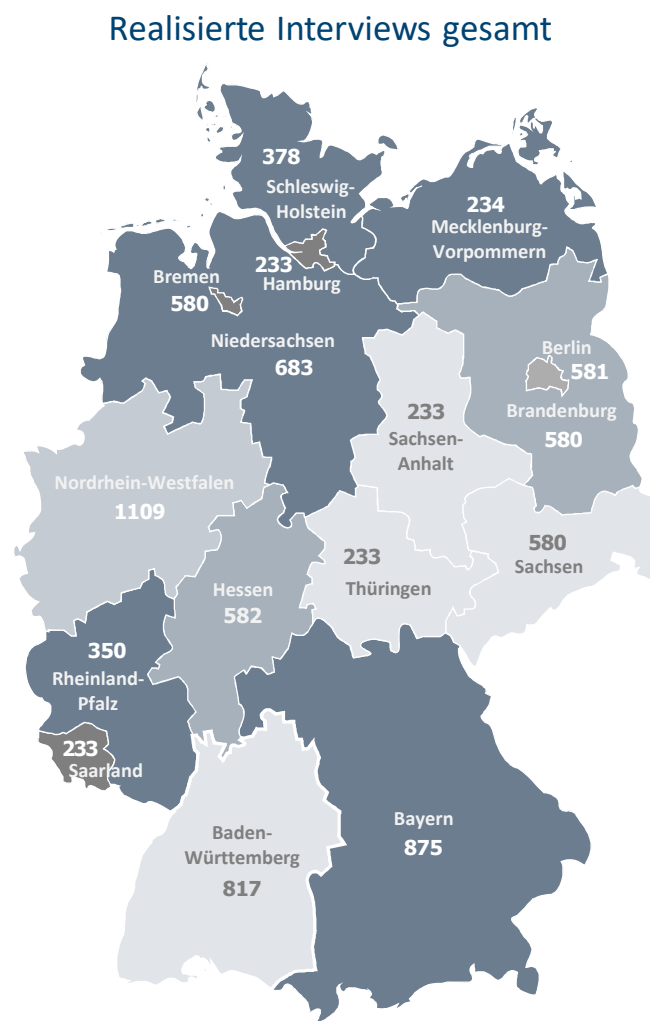 Realisierte Interviews gesamt
378
Schleswig-
Holstein
234
Mecklenburg-
Vorpommern
233
Hamburg
Bremen
580
Niedersachsen
683
Berlin
581
Brandenburg
580
233
Sachsen-
Anhalt
Nordrhein-Westfalen
1109
580
Sachsen
233
Thüringen
Hessen
582
350
Rheinland-
Pfalz
233
Saarland
Baden-
Württemberg
817
Bayern
875